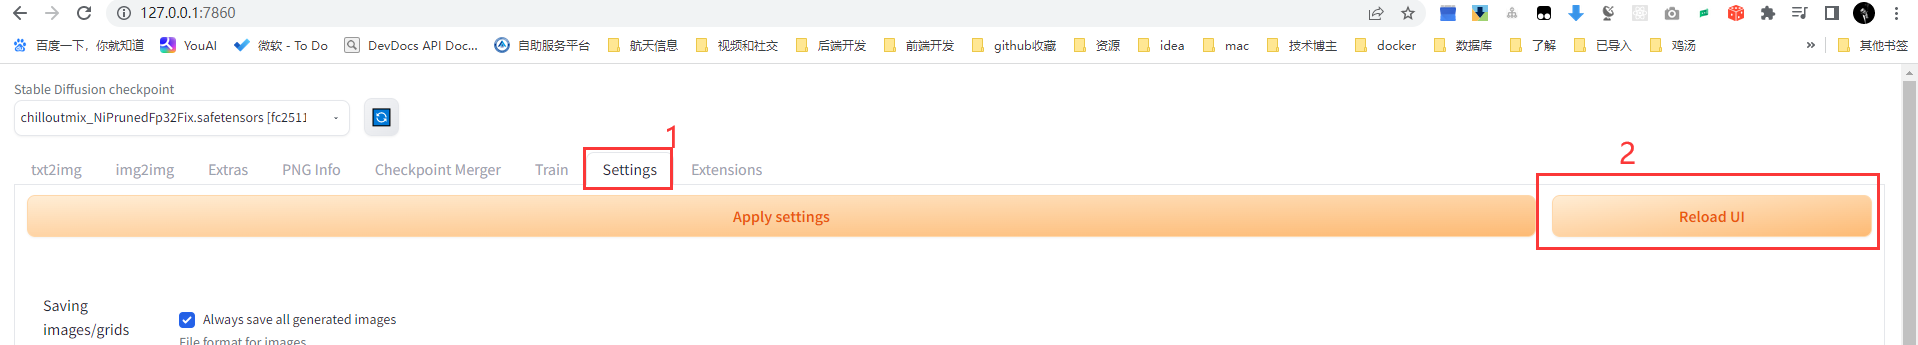 127.0.0.1:7860
百度一下，你就知道 YouAI 微软 - To Do DevDocs API Doc... 自助服务平台 航天信息 视频和社交 后端开发 前端开发 github收藏 资源 idea mac 技术博主 docker 数据库 了解 已导入 鸡汤 » 其他书签
Stable Diffusion checkpoint
chilloutmix_NiPrunedFp32Fix.safetensors [fc2511
1
2
txt2img img2img Extras PNG Info Checkpoint Merger Train Settings Extensions
Apply settings Reload UI
Saving
images/grids
Always save all generated images
File format for images